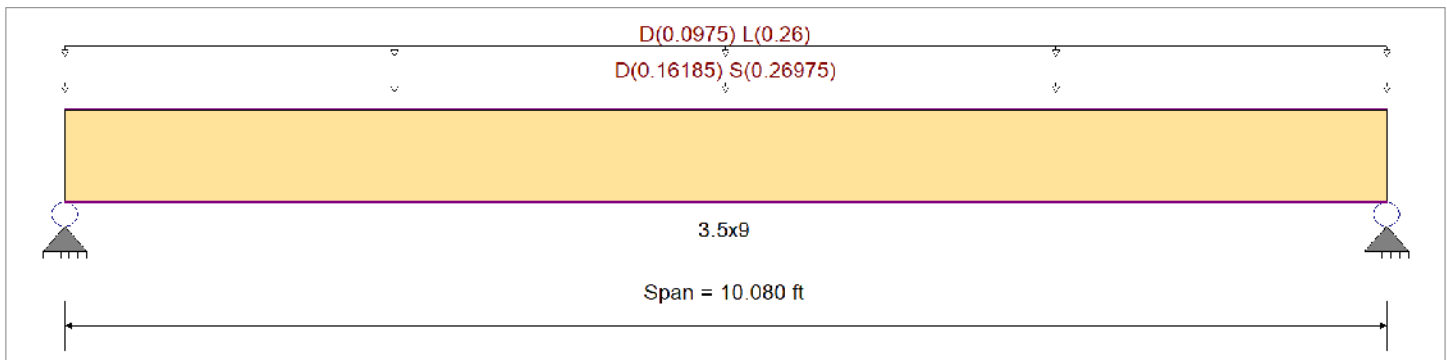 D(0.0975) L(0.26)
D(0.16185) S(0.26975)
3.5x9
Span = 10.080 ft